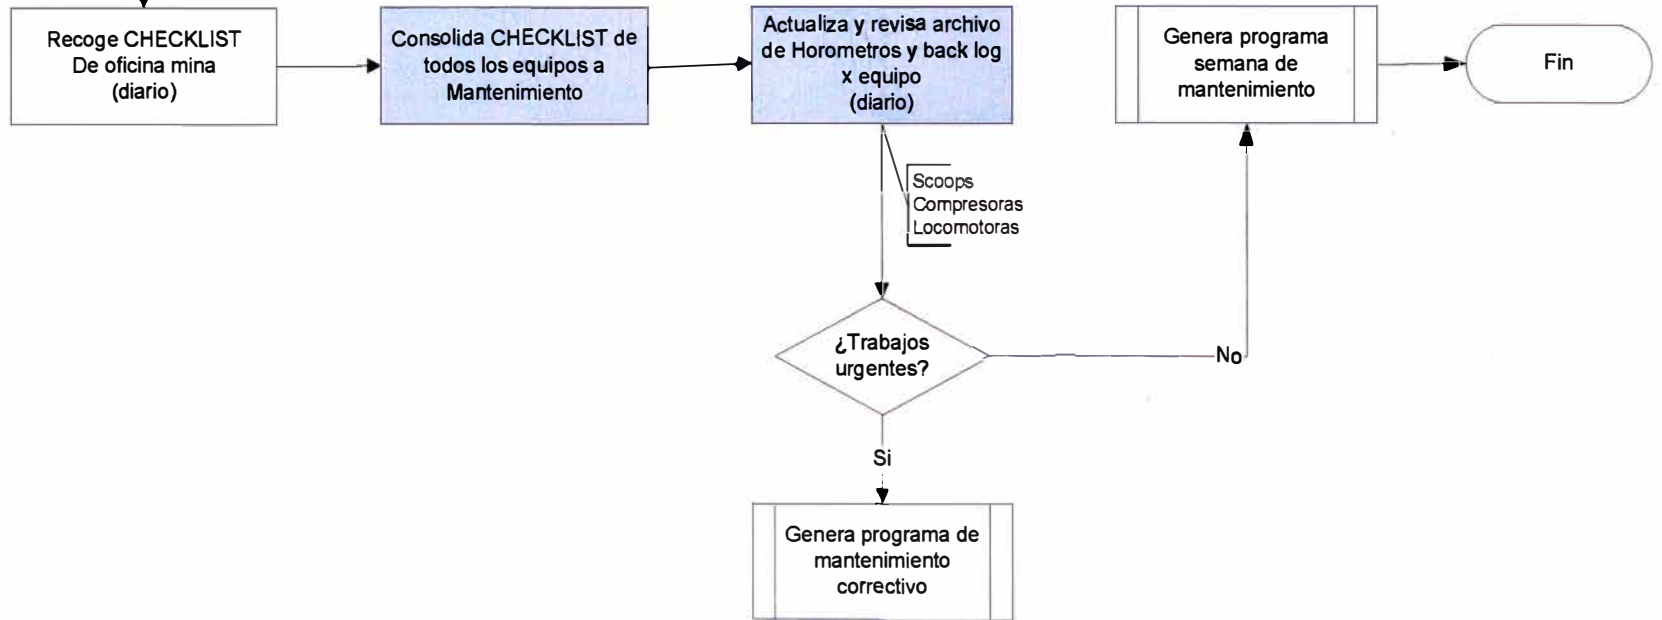 Recoge CHECKLIST
De oficina mina
(diario)
Consolida CHECKLIST de
todos los equipos a
Mantenimiento
Actualiza y revisa archivo
de Horometros y back log
x equipo
(diario)
Genera programa
semana de
mantenimiento
Fin
Scoops
Compresoras
Locomotoras
¿Trabajos
urgentes?
No
Si
Genera programa de
mantenimiento
correctivo